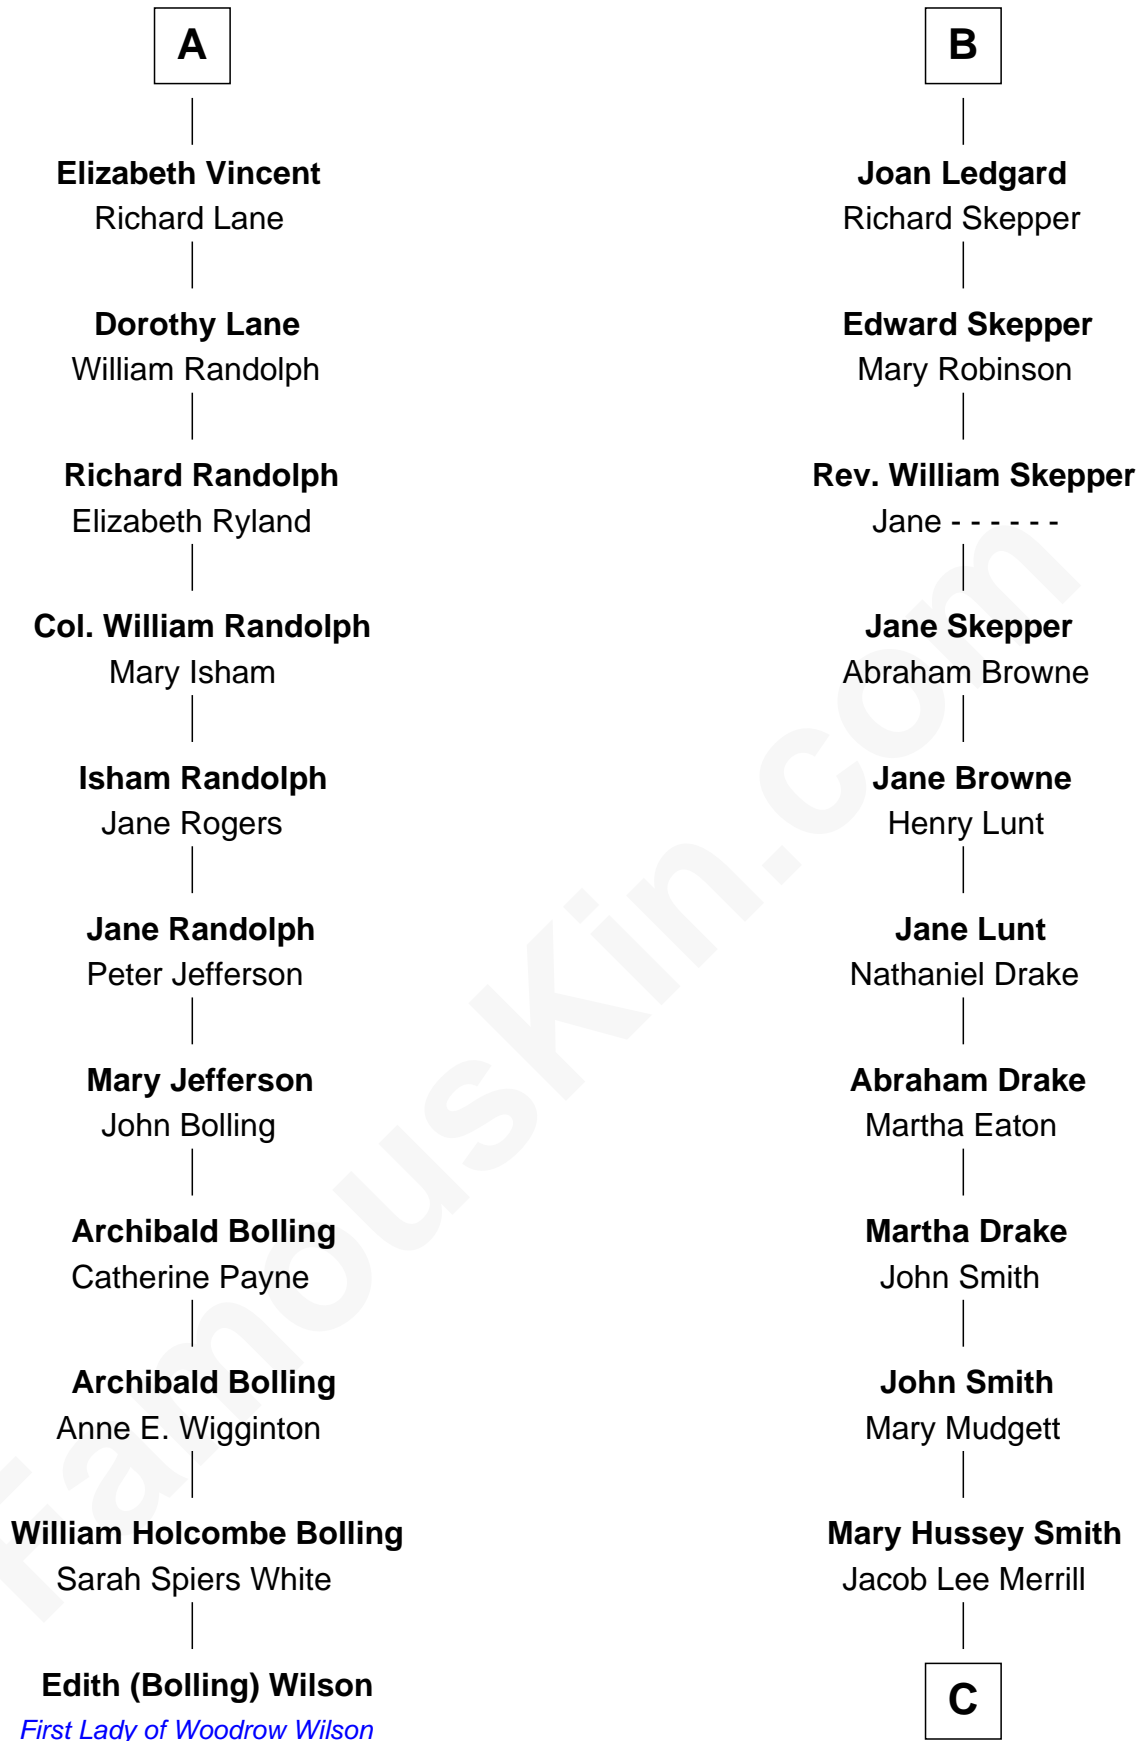 A
Elizabeth Vincent
Richard Lane
Dorothy Lane
William Randolph
Richard Randolph
Elizabeth Ryland
Col. William Randolph
Mary Isham
Isham Randolph
Jane Rogers
Jane Randolph
Peter Jefferson
Mary Jefferson
John Bolling
Archibald Bolling
Catherine Payne
Archibald Bolling
Anne E. Wigginton
William Holcombe Bolling
Sarah Spiers White
Edith (Bolling) Wilson
First Lady of Woodrow Wilson
B
Joan Ledgard
Richard Skepper
Edward Skepper
Mary Robinson
Rev. William Skepper
Jane - - - - - -
Jane Skepper
Abraham Browne
Jane Browne
Henry Lunt
Jane Lunt
Nathaniel Drake
Abraham Drake
Martha Eaton
Martha Drake
John Smith
John Smith
Mary Mudgett
Mary Hussey Smith
Jacob Lee Merrill
C
FamousKin.com